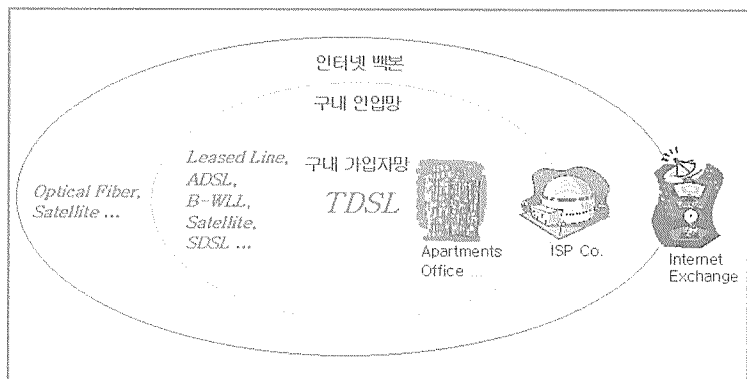 인터넷 백본
구내 인입망
구내 가입자망
Optical Fiber,
Satellite ...
Leased Line,
ADSL,
B-WLL,
Satellite,
SDSL ...
TDSL
Apartments
Office ...
ISP Co.
Internet
Exchange